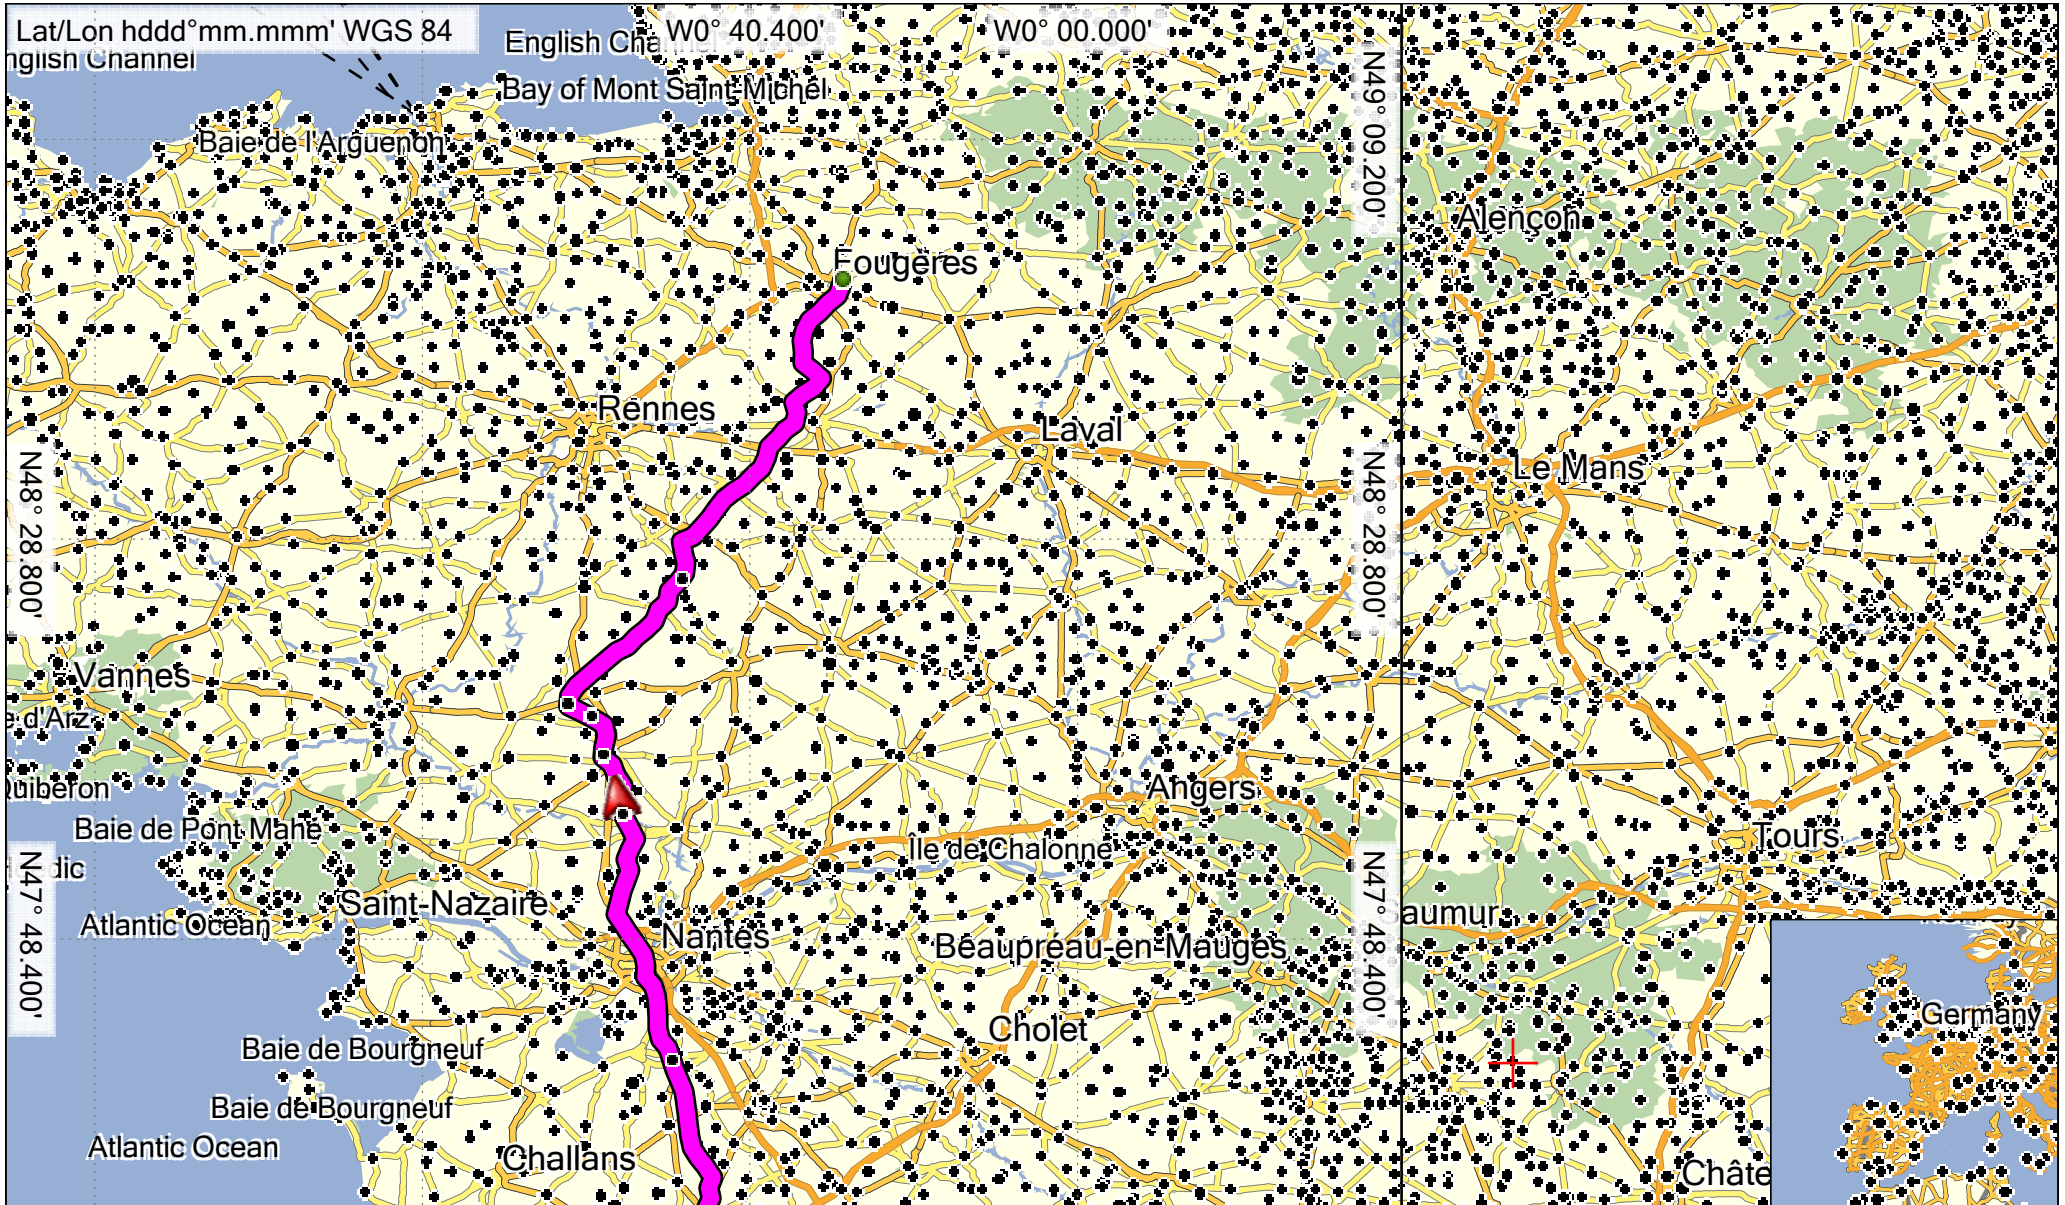 Lat/Lon hddd°mm.mmm' WGS 84
W0° 40.400'
W0° 00.000'
English Channel
Bay of Mont Saint-Michel
Baie de l'Arguenon
N49° 09.200'
Alençon
Fougères
Rennes
Laval
Le Mans
N48° 28.800'
N48° 28.800'
Vannes
Angers
Baie de Pont Mahe
Île de Chalonne
Tours
N47° 48.400'
N47° 48.400'
Saint-Nazaire
Atlantic Ocean
Nantes
Beaupréau-en-Mauges
Cholet
Germany
Baie de Bourgneuf
Baie de Bourgneuf
Atlantic Ocean
Challans
Châte